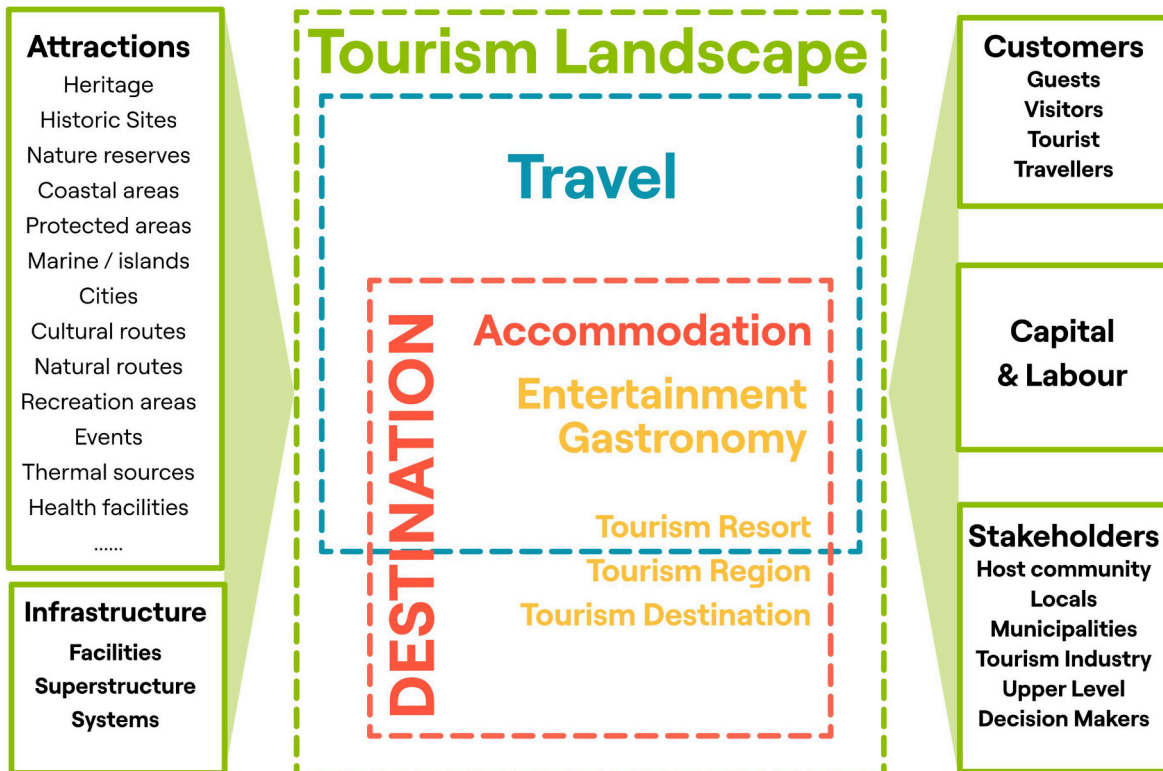 Attractions
Heritage
Historic Sites
Nature reserves
Coastal areas
Protected areas
Marine / islands
Cities
Cultural routes
Natural routes
Recreation areas
Events
Thermal sources
Health facilities
......
Infrastructure
Facilities
Superstructure
Systems
Tourism Landscape
Travel
DESTINATION
Accommodation
Entertainment
Gastronomy
Tourism Resort
Tourism Region
Tourism Destination
Customers
Guests
Visitors
Tourist
Travellers
Capital
& Labour
Stakeholders
Host community
Locals
Municipalities
Tourism Industry
Upper Level
Decision Makers